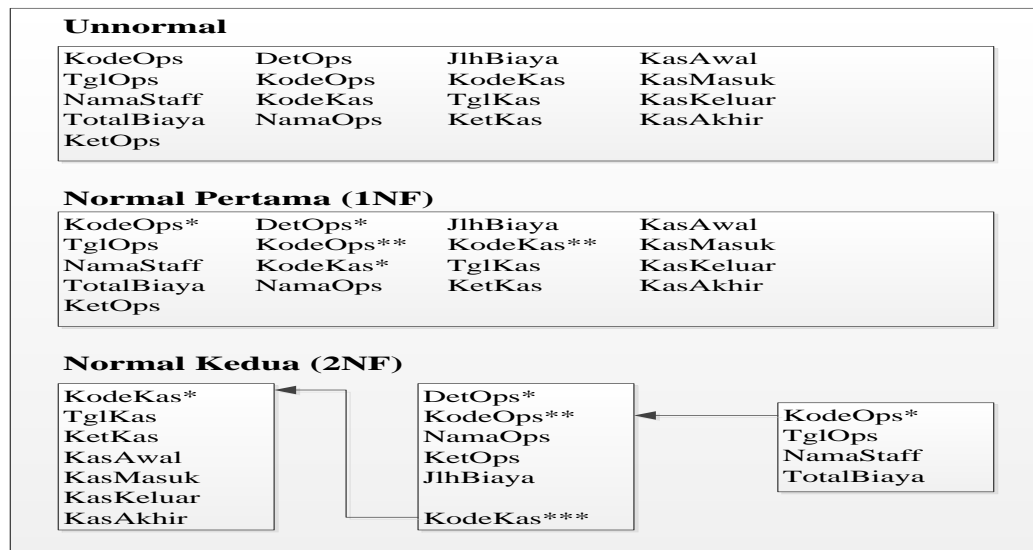 Unnormal
KodeOps DetOps JlhBiaya KasAwal
TglOps KodeOps KodeKas KasMasuk
NamaStaff KodeKas TglKas KasKeluar
TotalBiaya NamaOps KetKas KasAkhir
KetOps
Normal Pertama (1NF)
KodeOps* DetOps* JlhBiaya KasAwal
TglOps KodeOps** KodeKas** KasMasuk
NamaStaff KodeKas* TglKas KasKeluar
TotalBiaya NamaOps KetKas KasAkhir
KetOps
Normal Kedua (2NF)
KodeKas*
TglKas
KetKas
KasAwal
KasMasuk
KasKeluar
KasAkhir
DetOps*
KodeOps**
NamaOps
KetOps
JlhBiaya
KodeKas***
KodeOps*
TglOps
NamaStaff
TotalBiaya